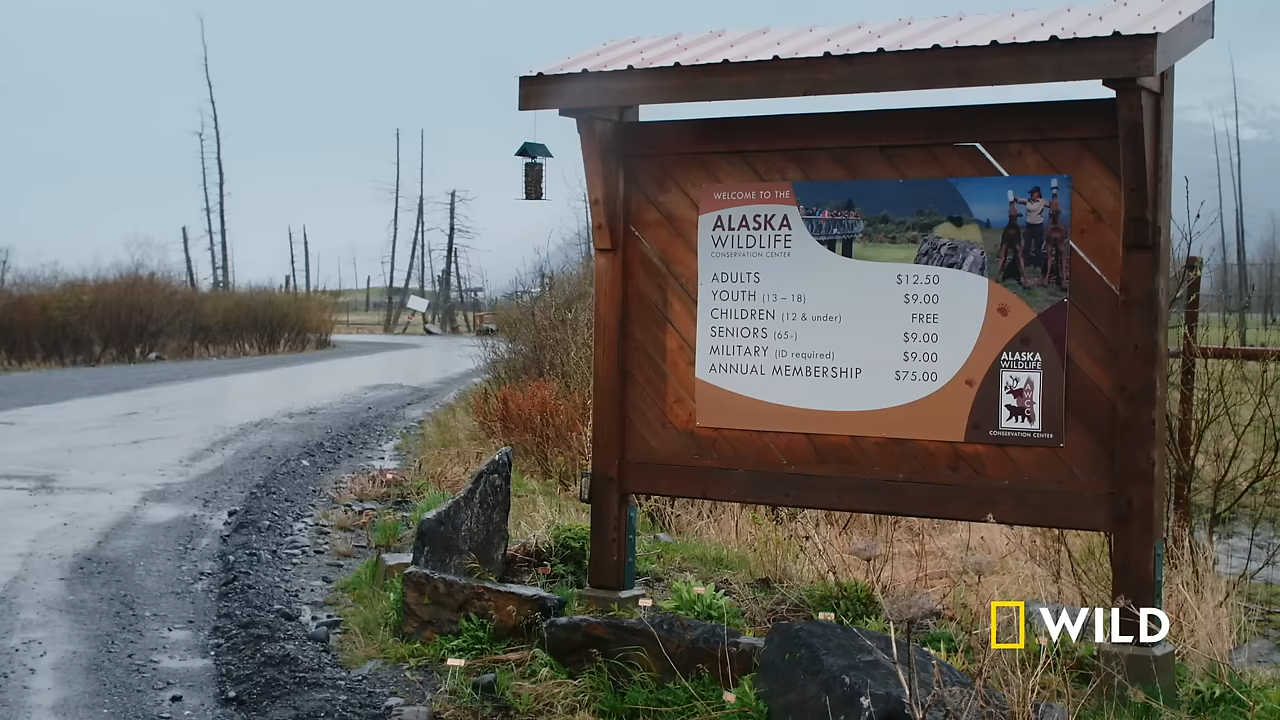 WELCOME TO THE
ALASKA
WILDLIFE
CONSERVATION CENTER
ADULTS $12.50
YOUTH (13 – 18) $9.00
CHILDREN (12 & under) FREE
SENIORS (65+) $9.00
MILITARY (ID required) $9.00
ANNUAL MEMBERSHIP $75.00
ALASKA
WILDLIFE
AWCC
CONSERVATION CENTER
WILD